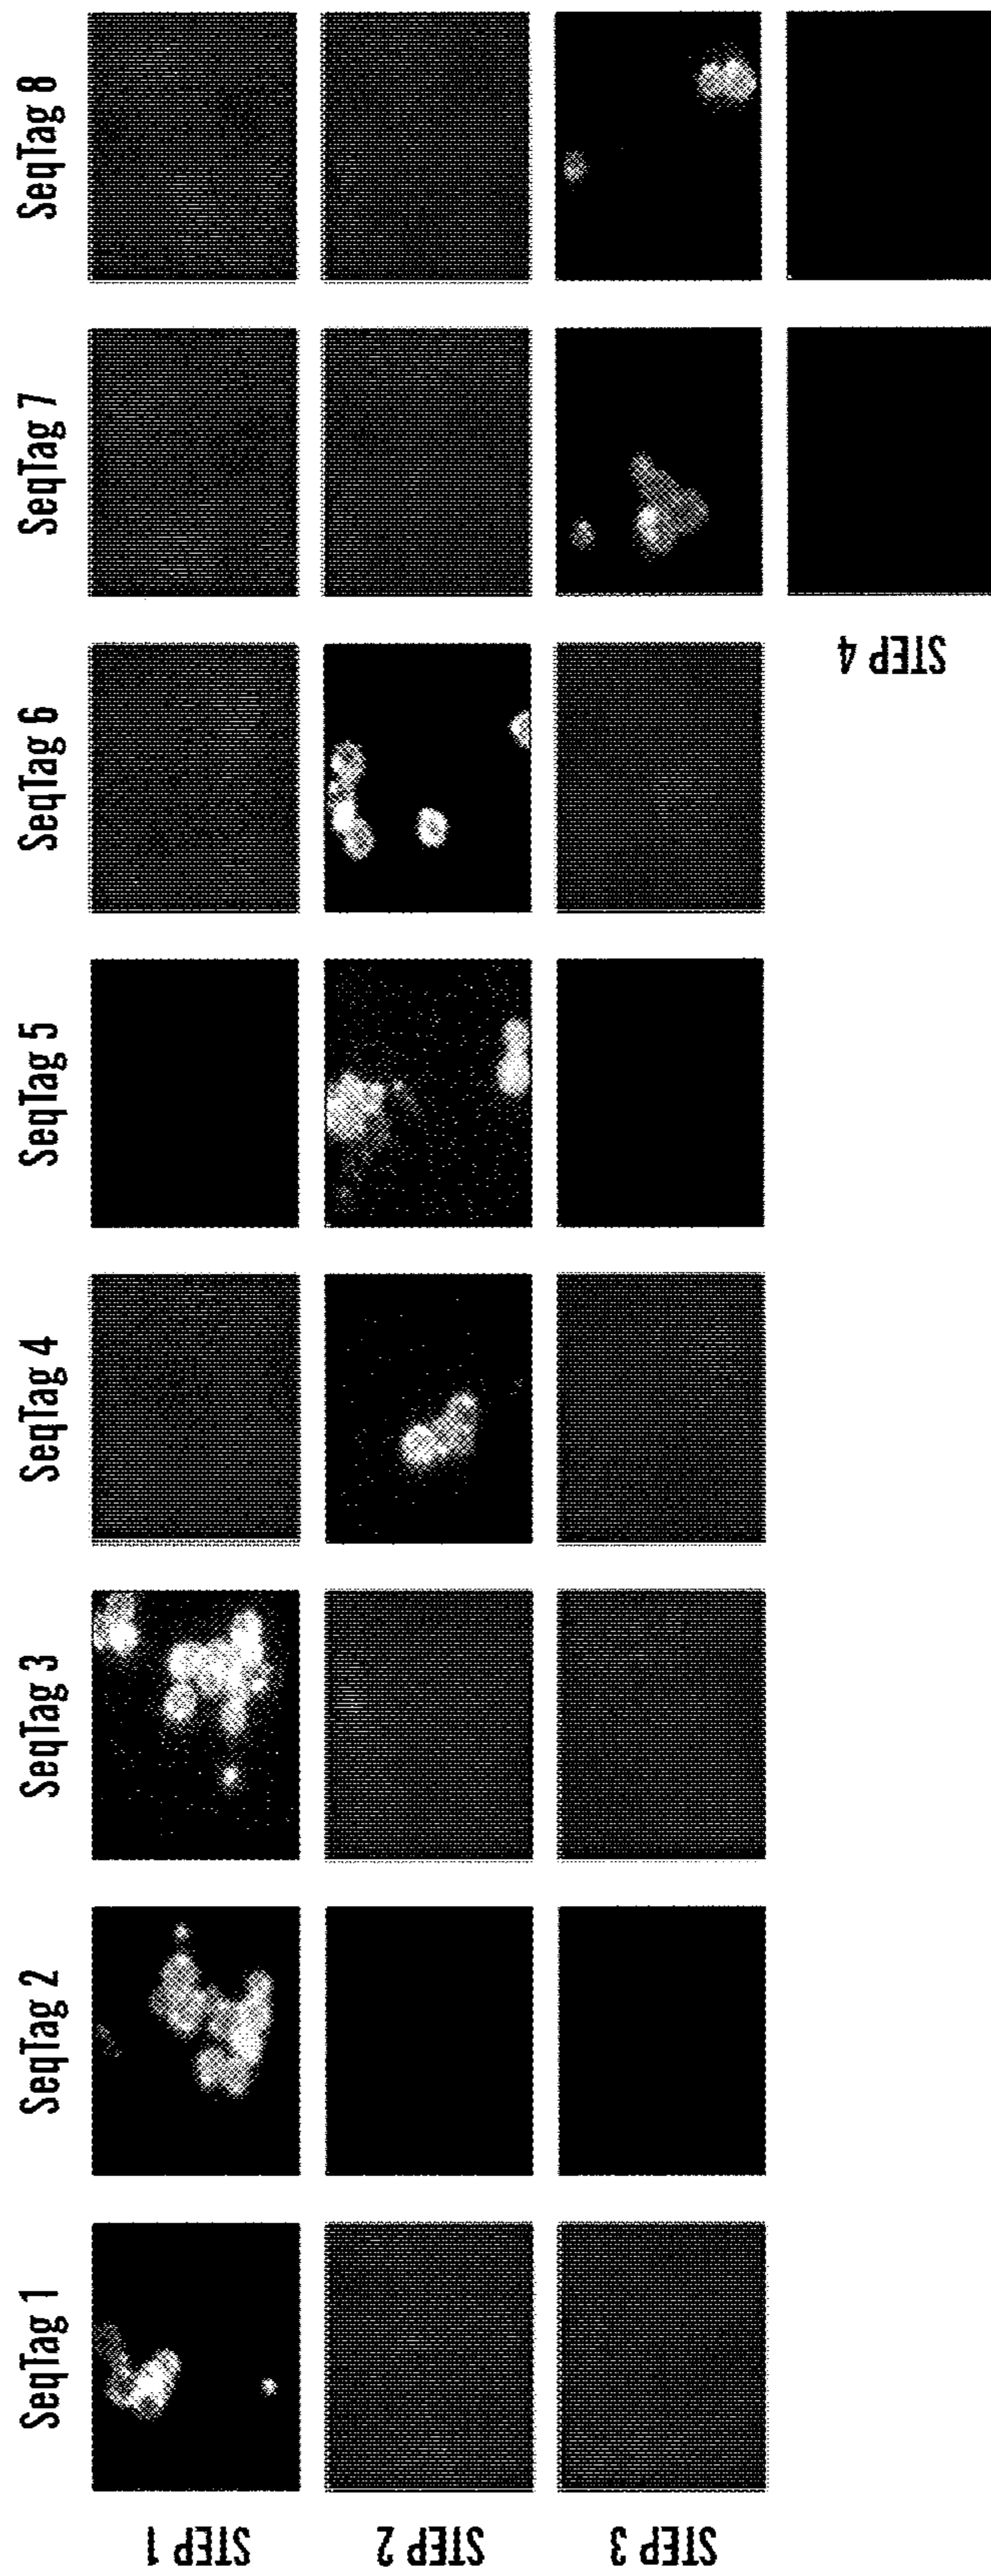 SeqTag 1
SeqTag 2
SeqTag 3
SeqTag 4
SeqTag 5
SeqTag 6
SeqTag 7
SeqTag 8
STEP 1
STEP 2
STEP 3
STEP 4